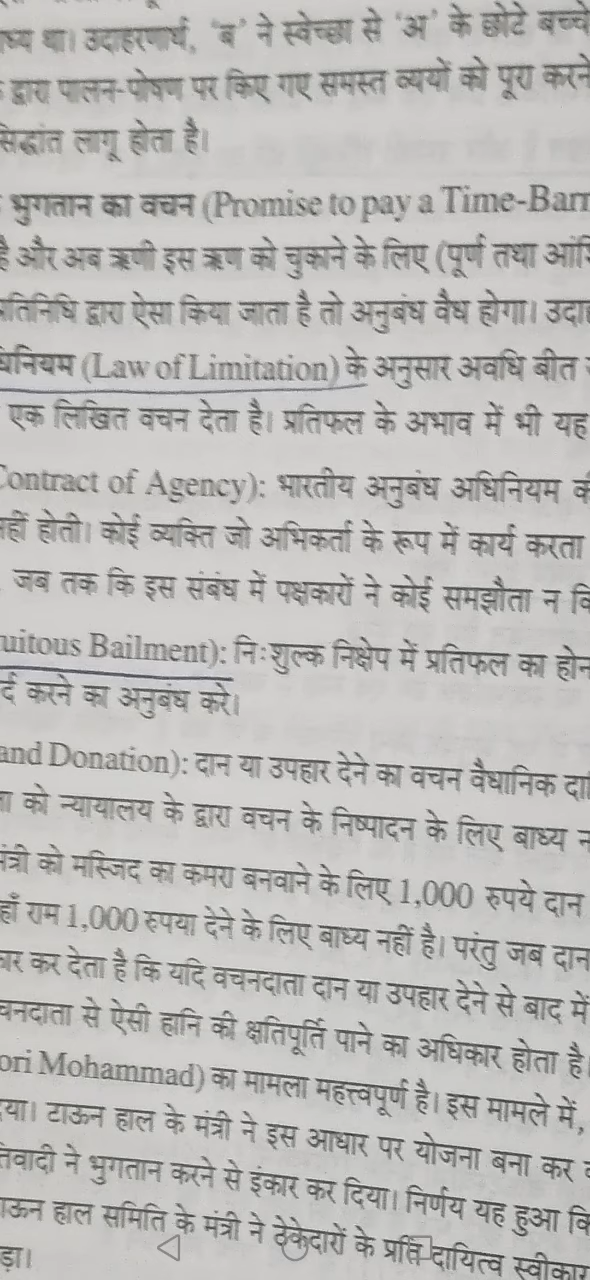 ध्य था। उदाहरणार्थ, 'ब' ने स्वेच्छा से 'अ' के छोटे बच्चे
द्वारा पालन-पोषण पर किए गए समस्त व्ययों को पूरा करने
सिद्धांत लागू होता है।
भुगतान का वचन (Promise to pay a Time-Barr
है और अब ऋणी इस ऋण को चुकाने के लिए (पूर्ण तथा आंशि
प्रतिनिधि द्वारा ऐसा किया जाता है तो अनुबंध वैध होगा। उदाह
धिनियम (Law of Limitation) के अनुसार अवधि बीत
एक लिखित वचन देता है। प्रतिफल के अभाव में भी यह
Contract of Agency): भारतीय अनुबंध अधिनियम की
नहीं होती। कोई व्यक्ति जो अभिकर्ता के रूप में कार्य करता
जब तक कि इस संबंध में पक्षकारों ने कोई समझौता न कि
uitous Bailment): निःशुल्क निक्षेप में प्रतिफल का होन
र्द करने का अनुबंध करे।
and Donation): दान या उपहार देने का वचन वैधानिक दा
ता को न्यायालय के द्वारा वचन के निष्पादन के लिए बाध्य न
मंत्री को मस्जिद का कमरा बनवाने के लिए 1,000 रुपये दान
हाँ राम 1,000 रुपया देने के लिए बाध्य नहीं है। परंतु जब दान
कार कर देता है कि यदि वचनदाता दान या उपहार देने से बाद में
वचनदाता से ऐसी हानि की क्षतिपूर्ति पाने का अधिकार होता है।
ori Mohammad) का मामला महत्त्वपूर्ण है। इस मामले में,
दया। टाऊन हाल के मंत्री ने इस आधार पर योजना बना कर
तिवादी ने भुगतान करने से इंकार कर दिया। निर्णय यह हुआ कि
टाऊन हाल समिति के मंत्री ने ठेकेदारों के प्रति दायित्व स्वीकार
ड़ा।